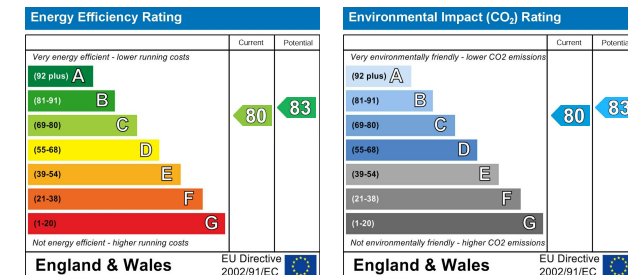 Energy Efficiency Rating
Current Potential
Very energy efficient - lower running costs
(92 plus) A
(81-91) B
(69-80) C
(55-68) D
(39-54) E
(21-38) F
(1-20) G
80
83
Not energy efficient - higher running costs
England & Wales
EU Directive
2002/91/EC
Environmental Impact (CO₂) Rating
Current Potential
Very environmentally friendly - lower CO2 emissions
(92 plus) A
(81-91) B
(69-80) C
(55-68) D
(39-54) E
(21-38) F
(1-20) G
80
83
Not environmentally friendly - higher CO2 emissions
England & Wales
EU Directive
2002/91/EC